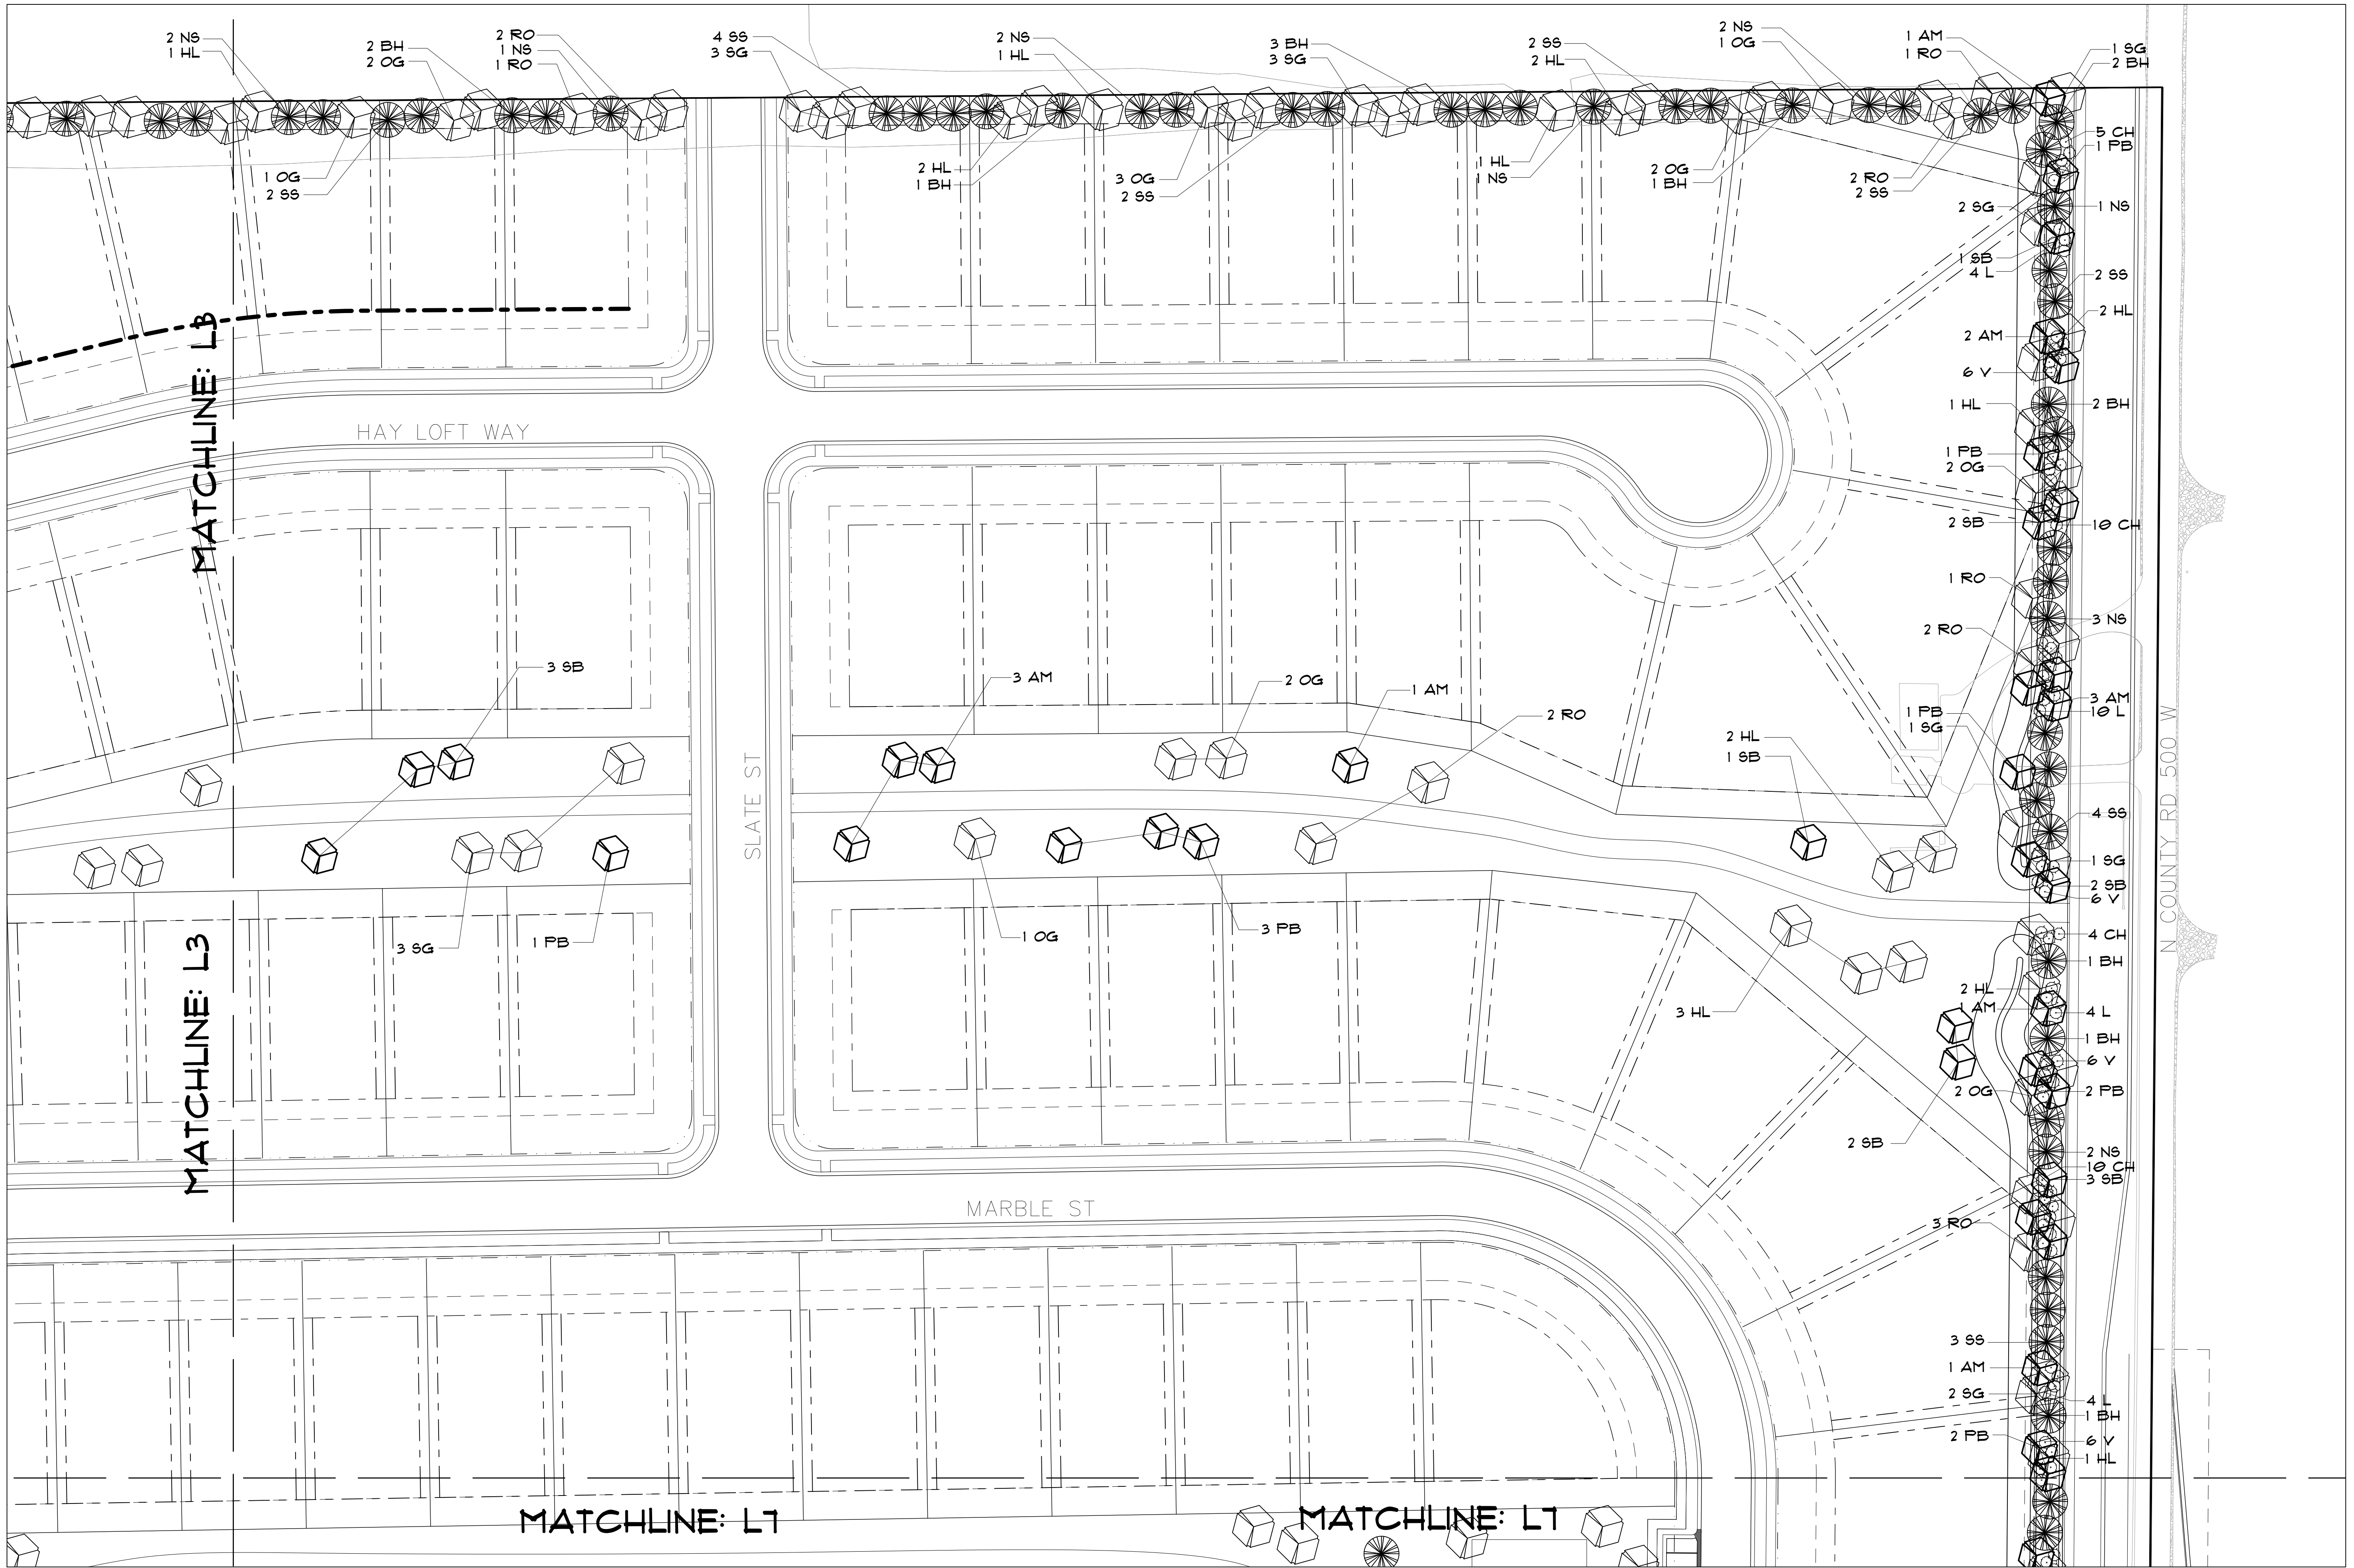 2 NS
1 HL
2 BH
2 OG
2 RO
1 NS
1 RO
4 SS
3 SG
2 NS
1 HL
3 BH
3 SG
2 SS
2 HL
2 NS
1 OG
1 AM
1 RO
1 SG
2 BH
1 OG
2 SS
2 HL
1 BH
3 OG
2 SS
1 HL
1 NS
2 OG
1 BH
2 RO
2 SS
5 CH
1 PB
2 SG
1 NS
1 SB
4 L
2 SS
2 HL
2 AM
6 V
1 HL
2 BH
1 PB
2 OG
2 SB
10 CH
1 RO
3 NS
2 RO
3 AM
10 L
1 PB
1 SG
4 SS
1 SG
2 SB
6 V
4 CH
1 BH
2 HL
1 AM
4 L
1 BH
6 V
2 OG
2 PB
2 SB
2 NS
10 CH
3 SB
3 RO
3 SS
1 AM
2 SG
4 L
1 BH
2 PB
6 V
1 HL
MATCHLINE: L3
HAY LOFT WAY
3 SB
3 AM
2 OG
1 AM
2 RO
2 HL
1 SB
SLATE ST
N COUNTY RD 500 W
3 SG
1 PB
1 OG
3 PB
3 HL
MATCHLINE: L3
MARBLE ST
MATCHLINE: L7
MATCHLINE: L7